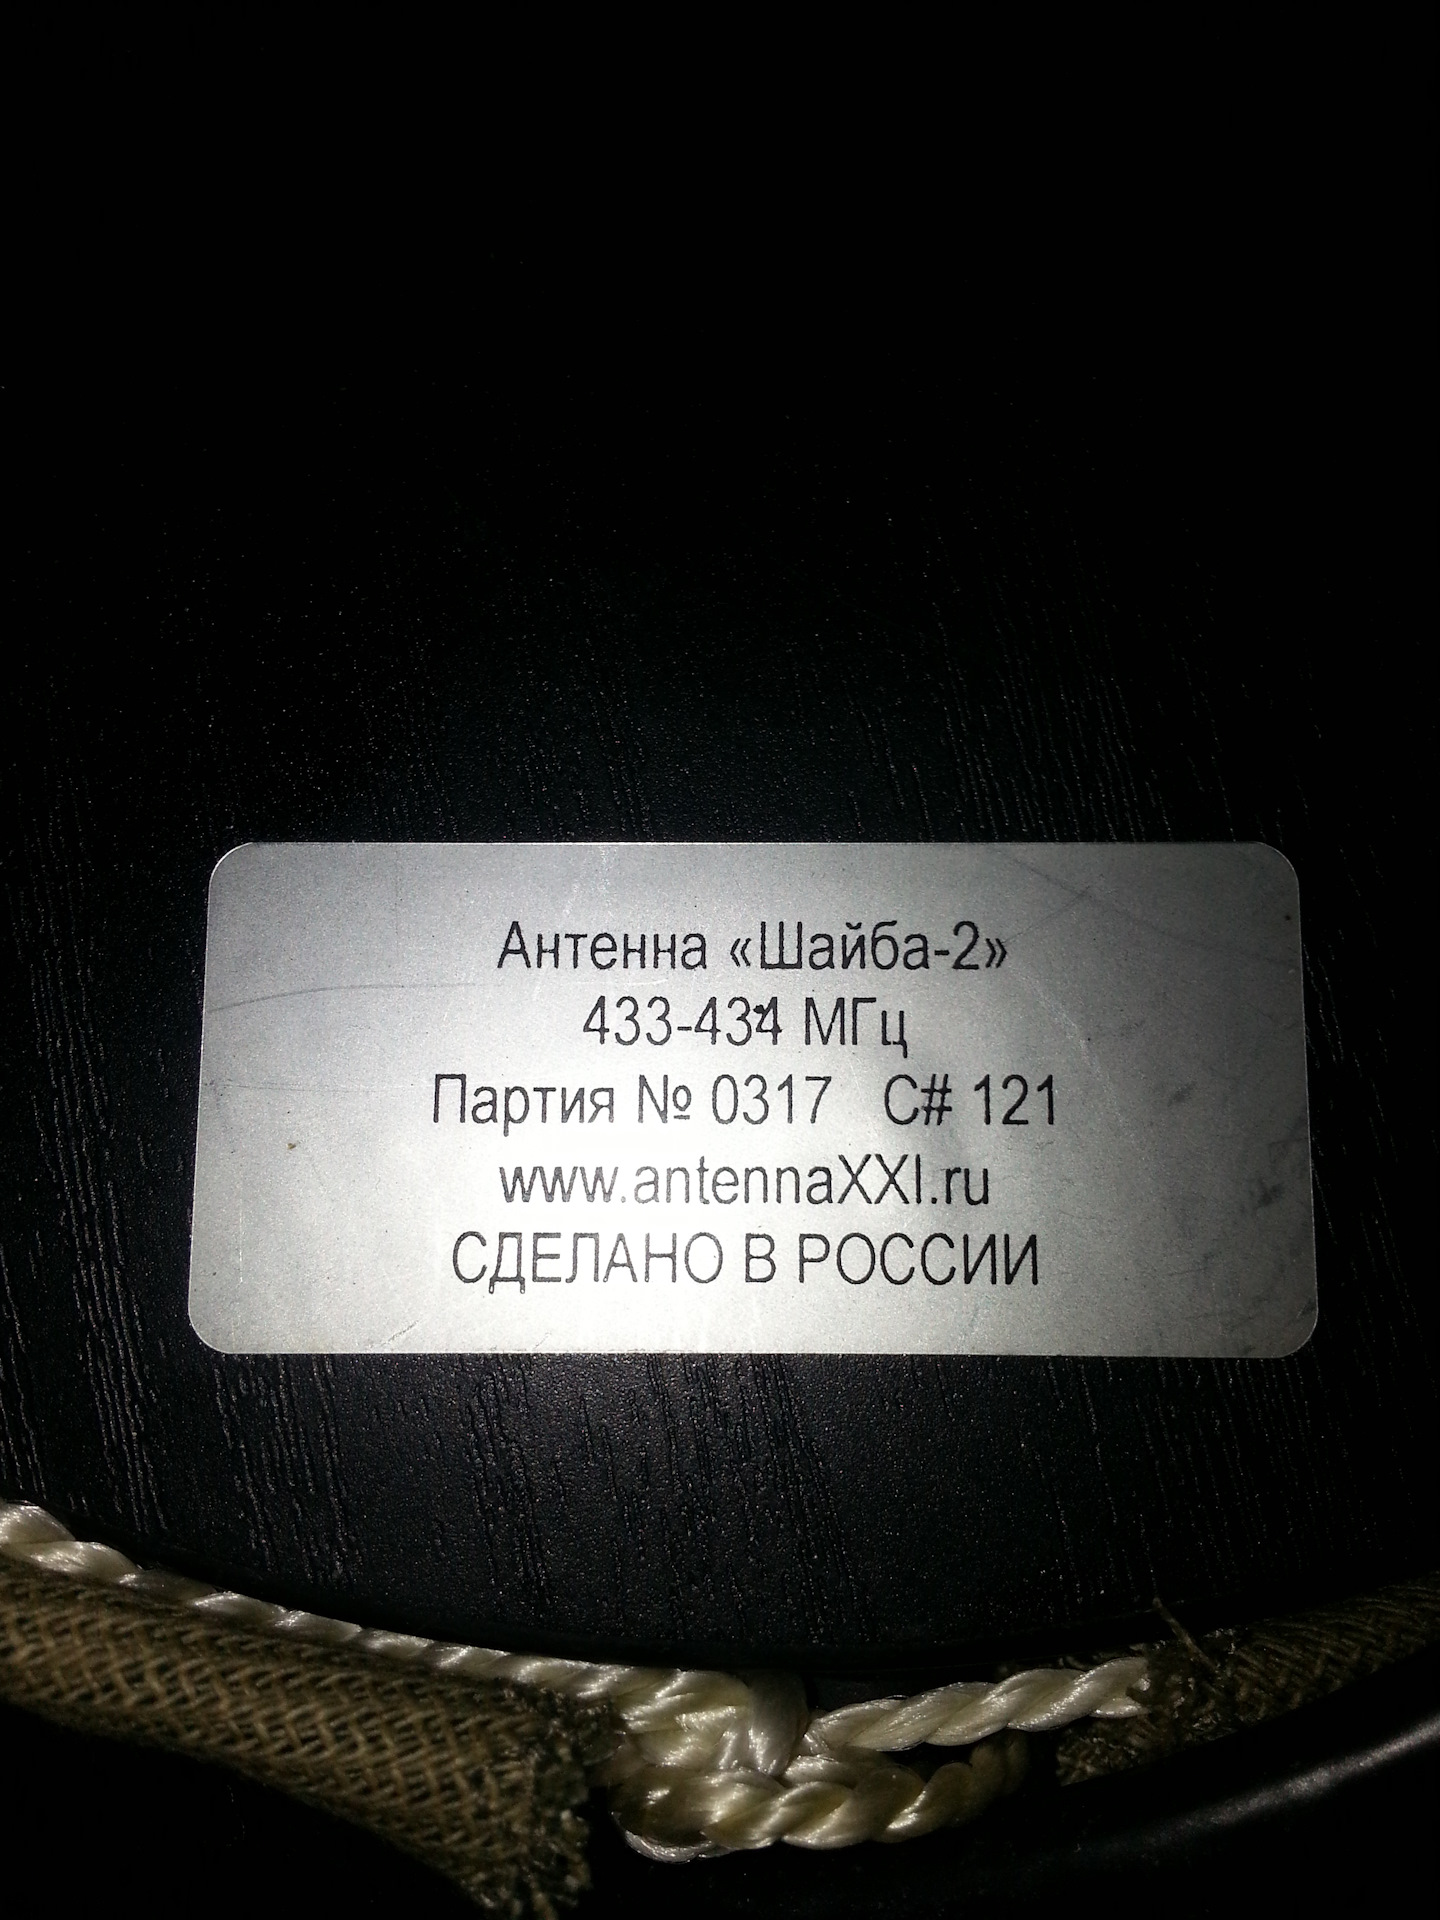 Антенна «Шайба-2»
433-434 МГц
Партия № 0317 С# 121
www.antennaXXI.ru
СДЕЛАНО В РОССИИ